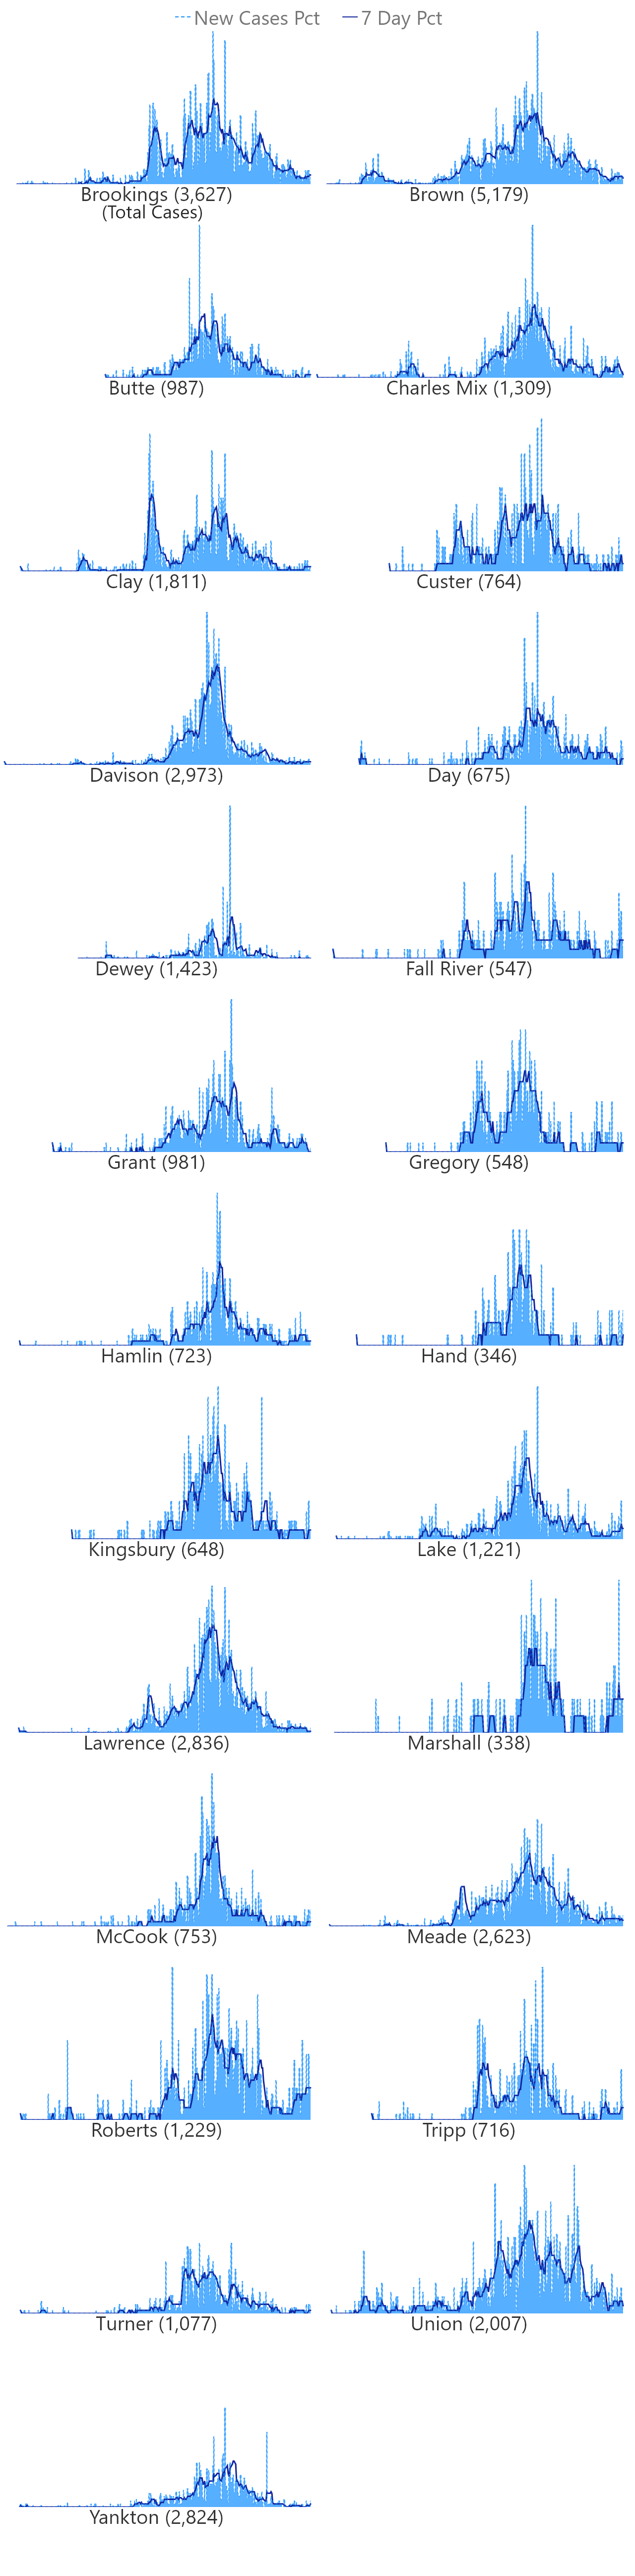 New Cases Pct 7 Day Pct
Brookings (3,627) Brown (5,179)
(Total Cases)
Butte (987) Charles Mix (1,309)
Clay (1,811) Custer (764)
Davison (2,973) Day (675)
Dewey (1,423) Fall River (547)
Grant (981) Gregory (548)
Hamlin (723) Hand (346)
Kingsbury (648) Lake (1,221)
Lawrence (2,836) Marshall (338)
McCook (753) Meade (2,623)
Roberts (1,229) Tripp (716)
Turner (1,077) Union (2,007)
Yankton (2,824)